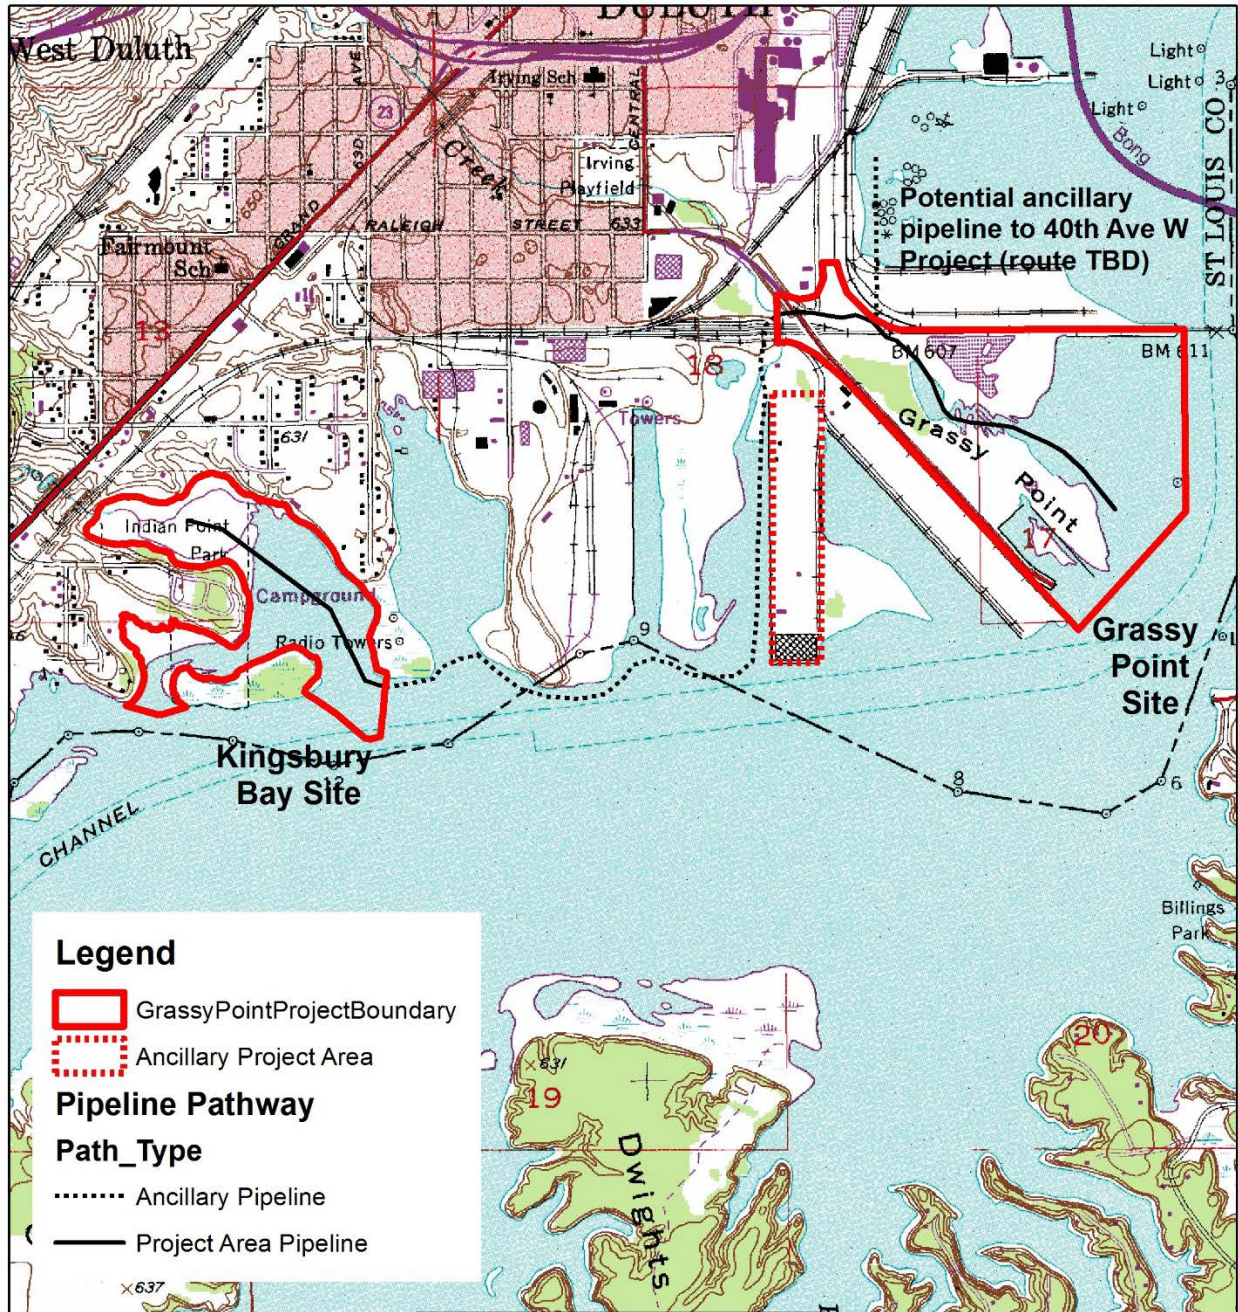 DULUTH
West Duluth
Light
Light
Light
3
Irving Sch
AVE
63D
23
CENTRAL
Creek
Irving
Playfield
Bong
ST LOUIS CO
650
GRAND
RALEIGH
STREET
633
Fairmount
Sch
Potential ancillary
pipeline to 40th Ave W
Project (route TBD)
13
18
BM 607
BM 611
Towers
631
Grassy
Point
17
Indian Point
Park
Campground
Radio Towers
9
Grassy
Point
Site
Kingsbury
Bay Site
12
8
6
CHANNEL
Billings
Park
Legend
GrassyPointProjectBoundary
Ancillary Project Area
Pipeline Pathway
Path_Type
Ancillary Pipeline
Project Area Pipeline
631
19
20
Dwights
637